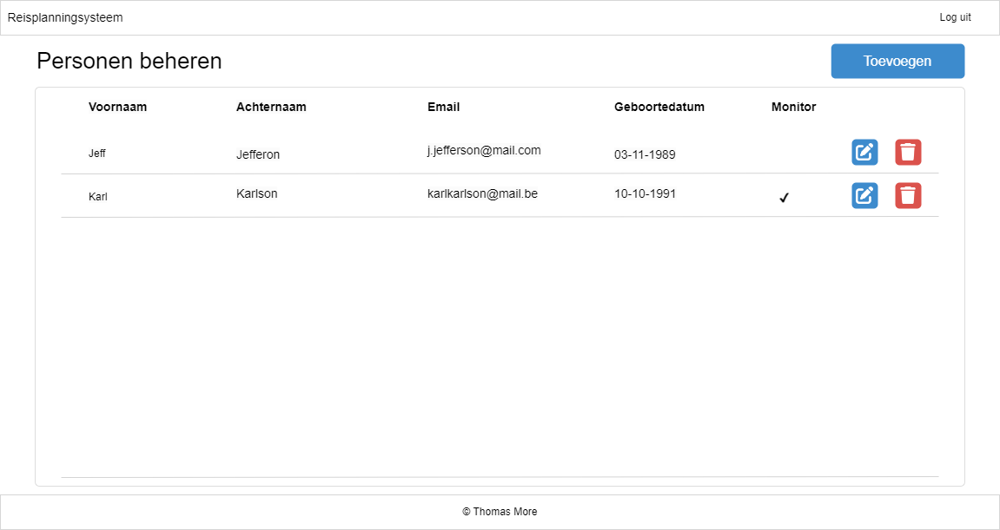 Reisplanningsysteem Log uit
Personen beheren Toevoegen
Voornaam Achternaam Email Geboortedatum Monitor
Jeff Jefferon j.jefferson@mail.com 03-11-1989
Karl Karlson karlkarlson@mail.be 10-10-1991 ✓
© Thomas More